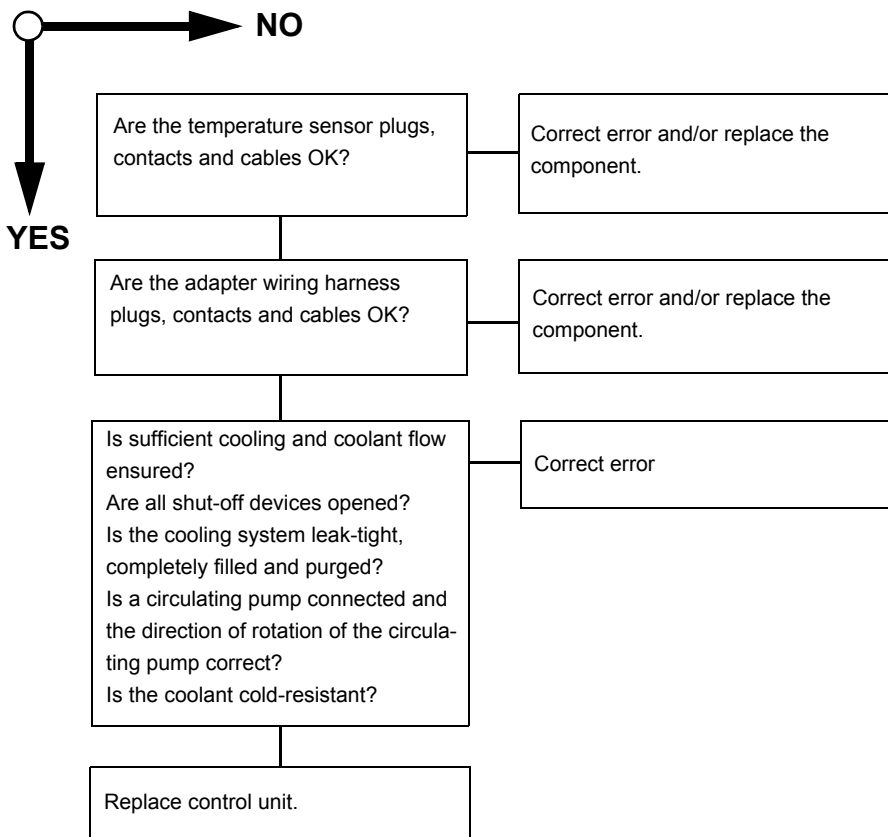 NO
YES
Are the temperature sensor plugs,
contacts and cables OK?
Correct error and/or replace the
component.
Are the adapter wiring harness
plugs, contacts and cables OK?
Correct error and/or replace the
component.
Is sufficient cooling and coolant flow
ensured?
Are all shut-off devices opened?
Is the cooling system leak-tight,
completely filled and purged?
Is a circulating pump connected and
the direction of rotation of the circula-
ting pump correct?
Is the coolant cold-resistant?
Correct error
Replace control unit.